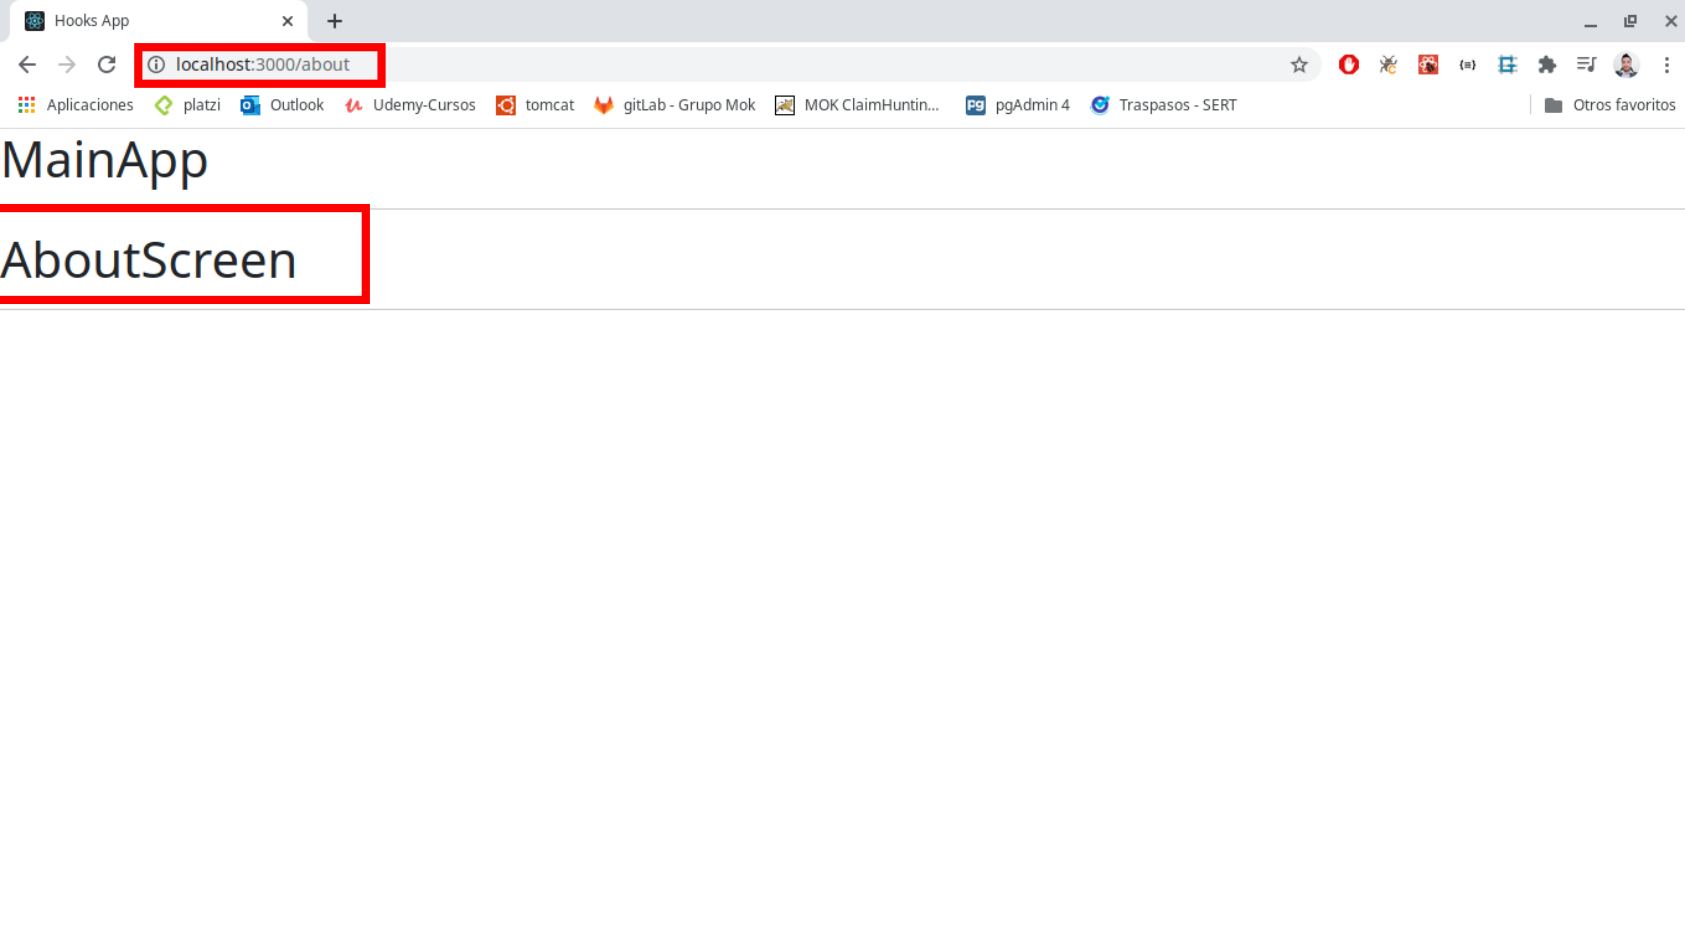 Hooks App
localhost:3000/about
Aplicaciones platzi Outlook Udemy-Cursos tomcat gitLab - Grupo Mok MOK ClaimHuntin... Pg pgAdmin 4 Traspasos - SERT Otros favoritos
MainApp
AboutScreen